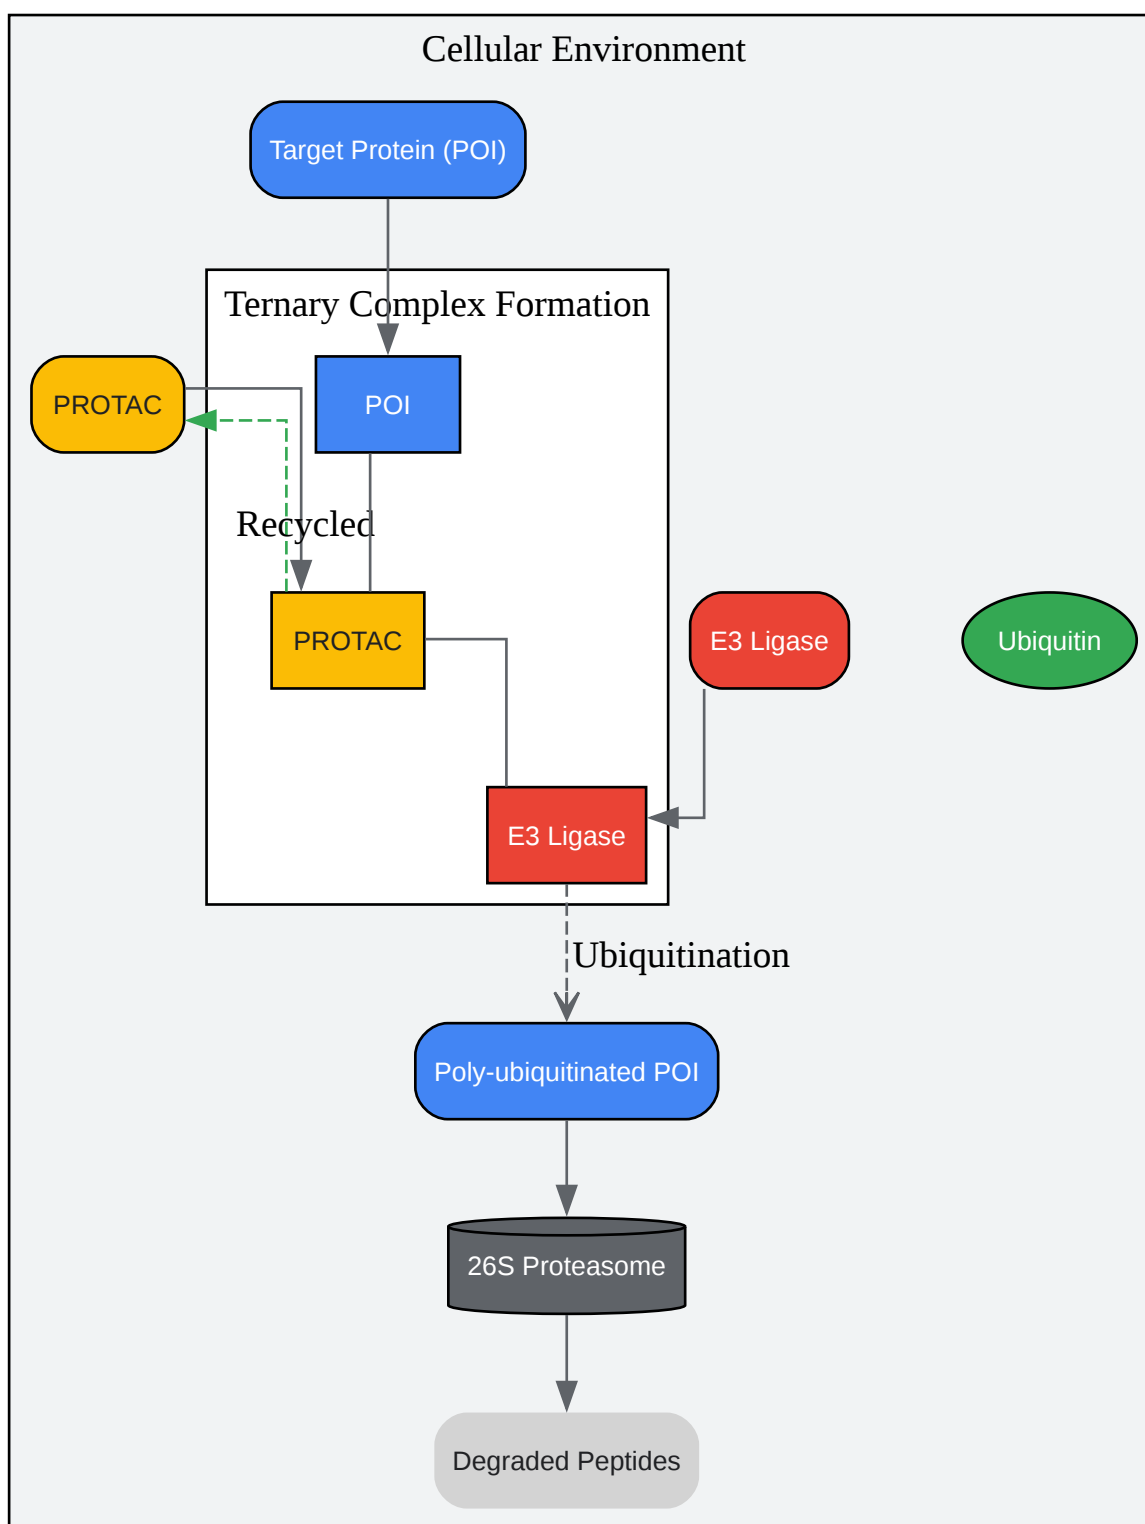 Cellular Environment
Target Protein (POI)
Ternary Complex Formation
PROTAC
POI
Recycled
PROTAC
E3 Ligase
Ubiquitin
E3 Ligase
Ubiquitination
Poly-ubiquitinated POI
26S Proteasome
Degraded Peptides